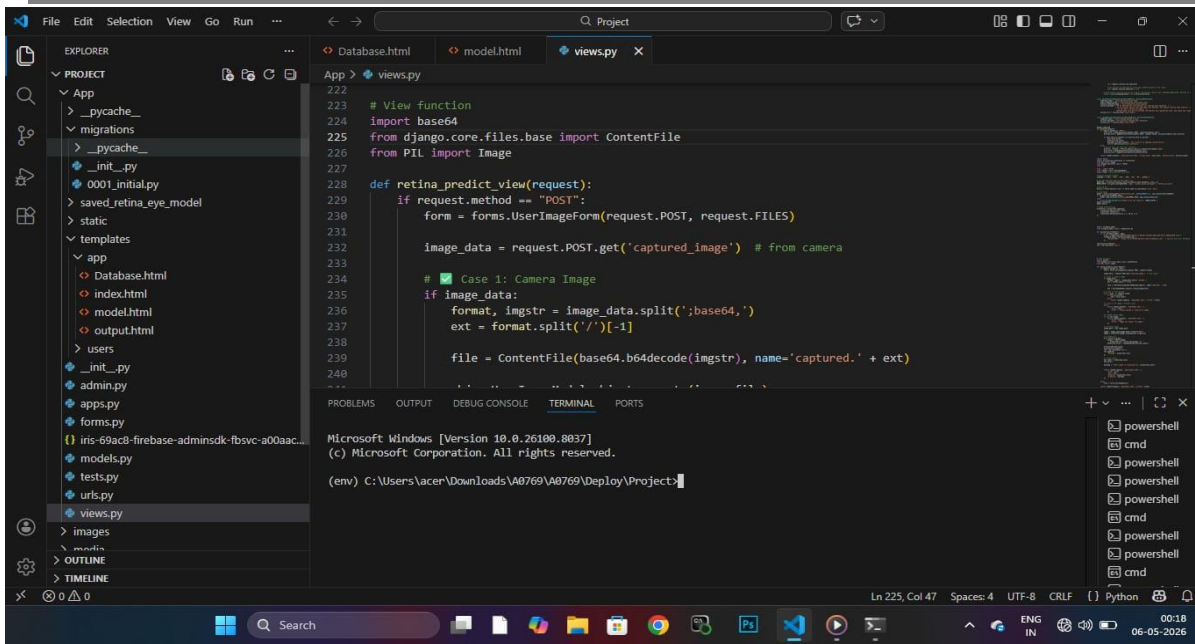 File Edit Selection View Go Run ...
Project
EXPLORER
Database.html
model.html
views.py
PROJECT
App > views.py
App
__pycache__
migrations
__pycache__
__init__.py
0001_initial.py
saved_retina_eye_model
static
templates
app
Database.html
index.html
model.html
output.html
users
__init__.py
admin.py
apps.py
forms.py
iris-69ac8-firebase-adminsdk-fbsvc-a00aac...
models.py
tests.py
urls.py
views.py
images
media
OUTLINE
TIMELINE
222
223 # View function
224 import base64
225 from django.core.files.base import ContentFile
226 from PIL import Image
227
228 def retina_predict_view(request):
229 if request.method == "POST":
230 form = forms.UserImageForm(request.POST, request.FILES)
231
232 image_data = request.POST.get('captured_image') # from camera
233
234 # ✅ Case 1: Camera Image
235 if image_data:
236 format, imgstr = image_data.split(';base64,')
237 ext = format.split('/')[-1]
238
239 file = ContentFile(base64.b64decode(imgstr), name='captured.' + ext)
240
PROBLEMS OUTPUT DEBUG CONSOLE TERMINAL PORTS
Microsoft Windows [Version 10.0.26100.8037]
(c) Microsoft Corporation. All rights reserved.
(env) C:\Users\acer\Downloads\A0769\A0769\Deploy\Project>
powershell
cmd
powershell
powershell
powershell
cmd
powershell
powershell
cmd
0 0
Ln 225, Col 47 Spaces: 4 UTF-8 CRLF {} Python
Search
Ps
ENG
IN
00:18
06-05-2026